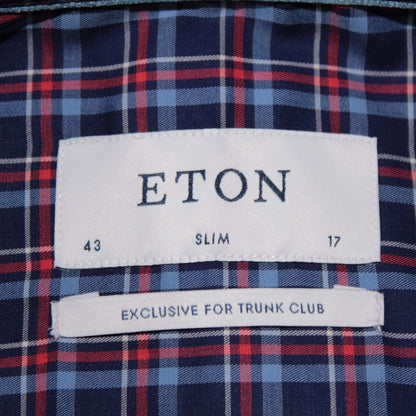 ETON
43 SLIM 17
EXCLUSIVE FOR TRUNK CLUB